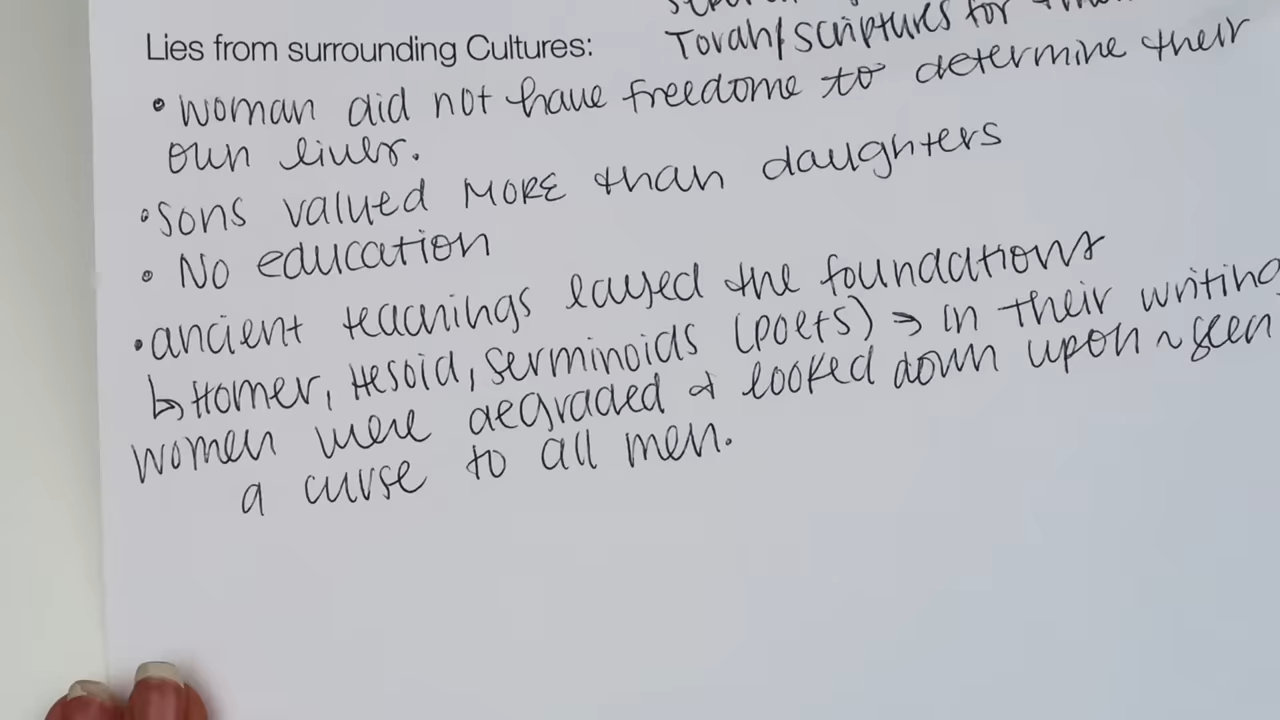 Torah/scriptures for
Lies from surrounding Cultures:
• woman did not have freedome to determine their
own lives.
• Sons valued MORE than daughters
• No education
• ancient teachings layed the foundations
↳ Homer, Hesoid, serminoids (poets) → in their writing
women were degraded & looked down upon ~ seen
a curse to all men.